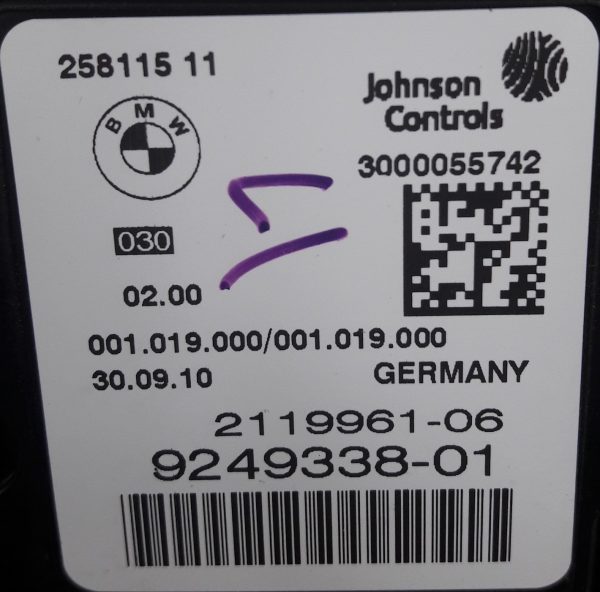 258115 11
Johnson
Controls
BMW
3000055742
030
02.00
001.019.000/001.019.000
30.09.10
GERMANY
2119961-06
9249338-01